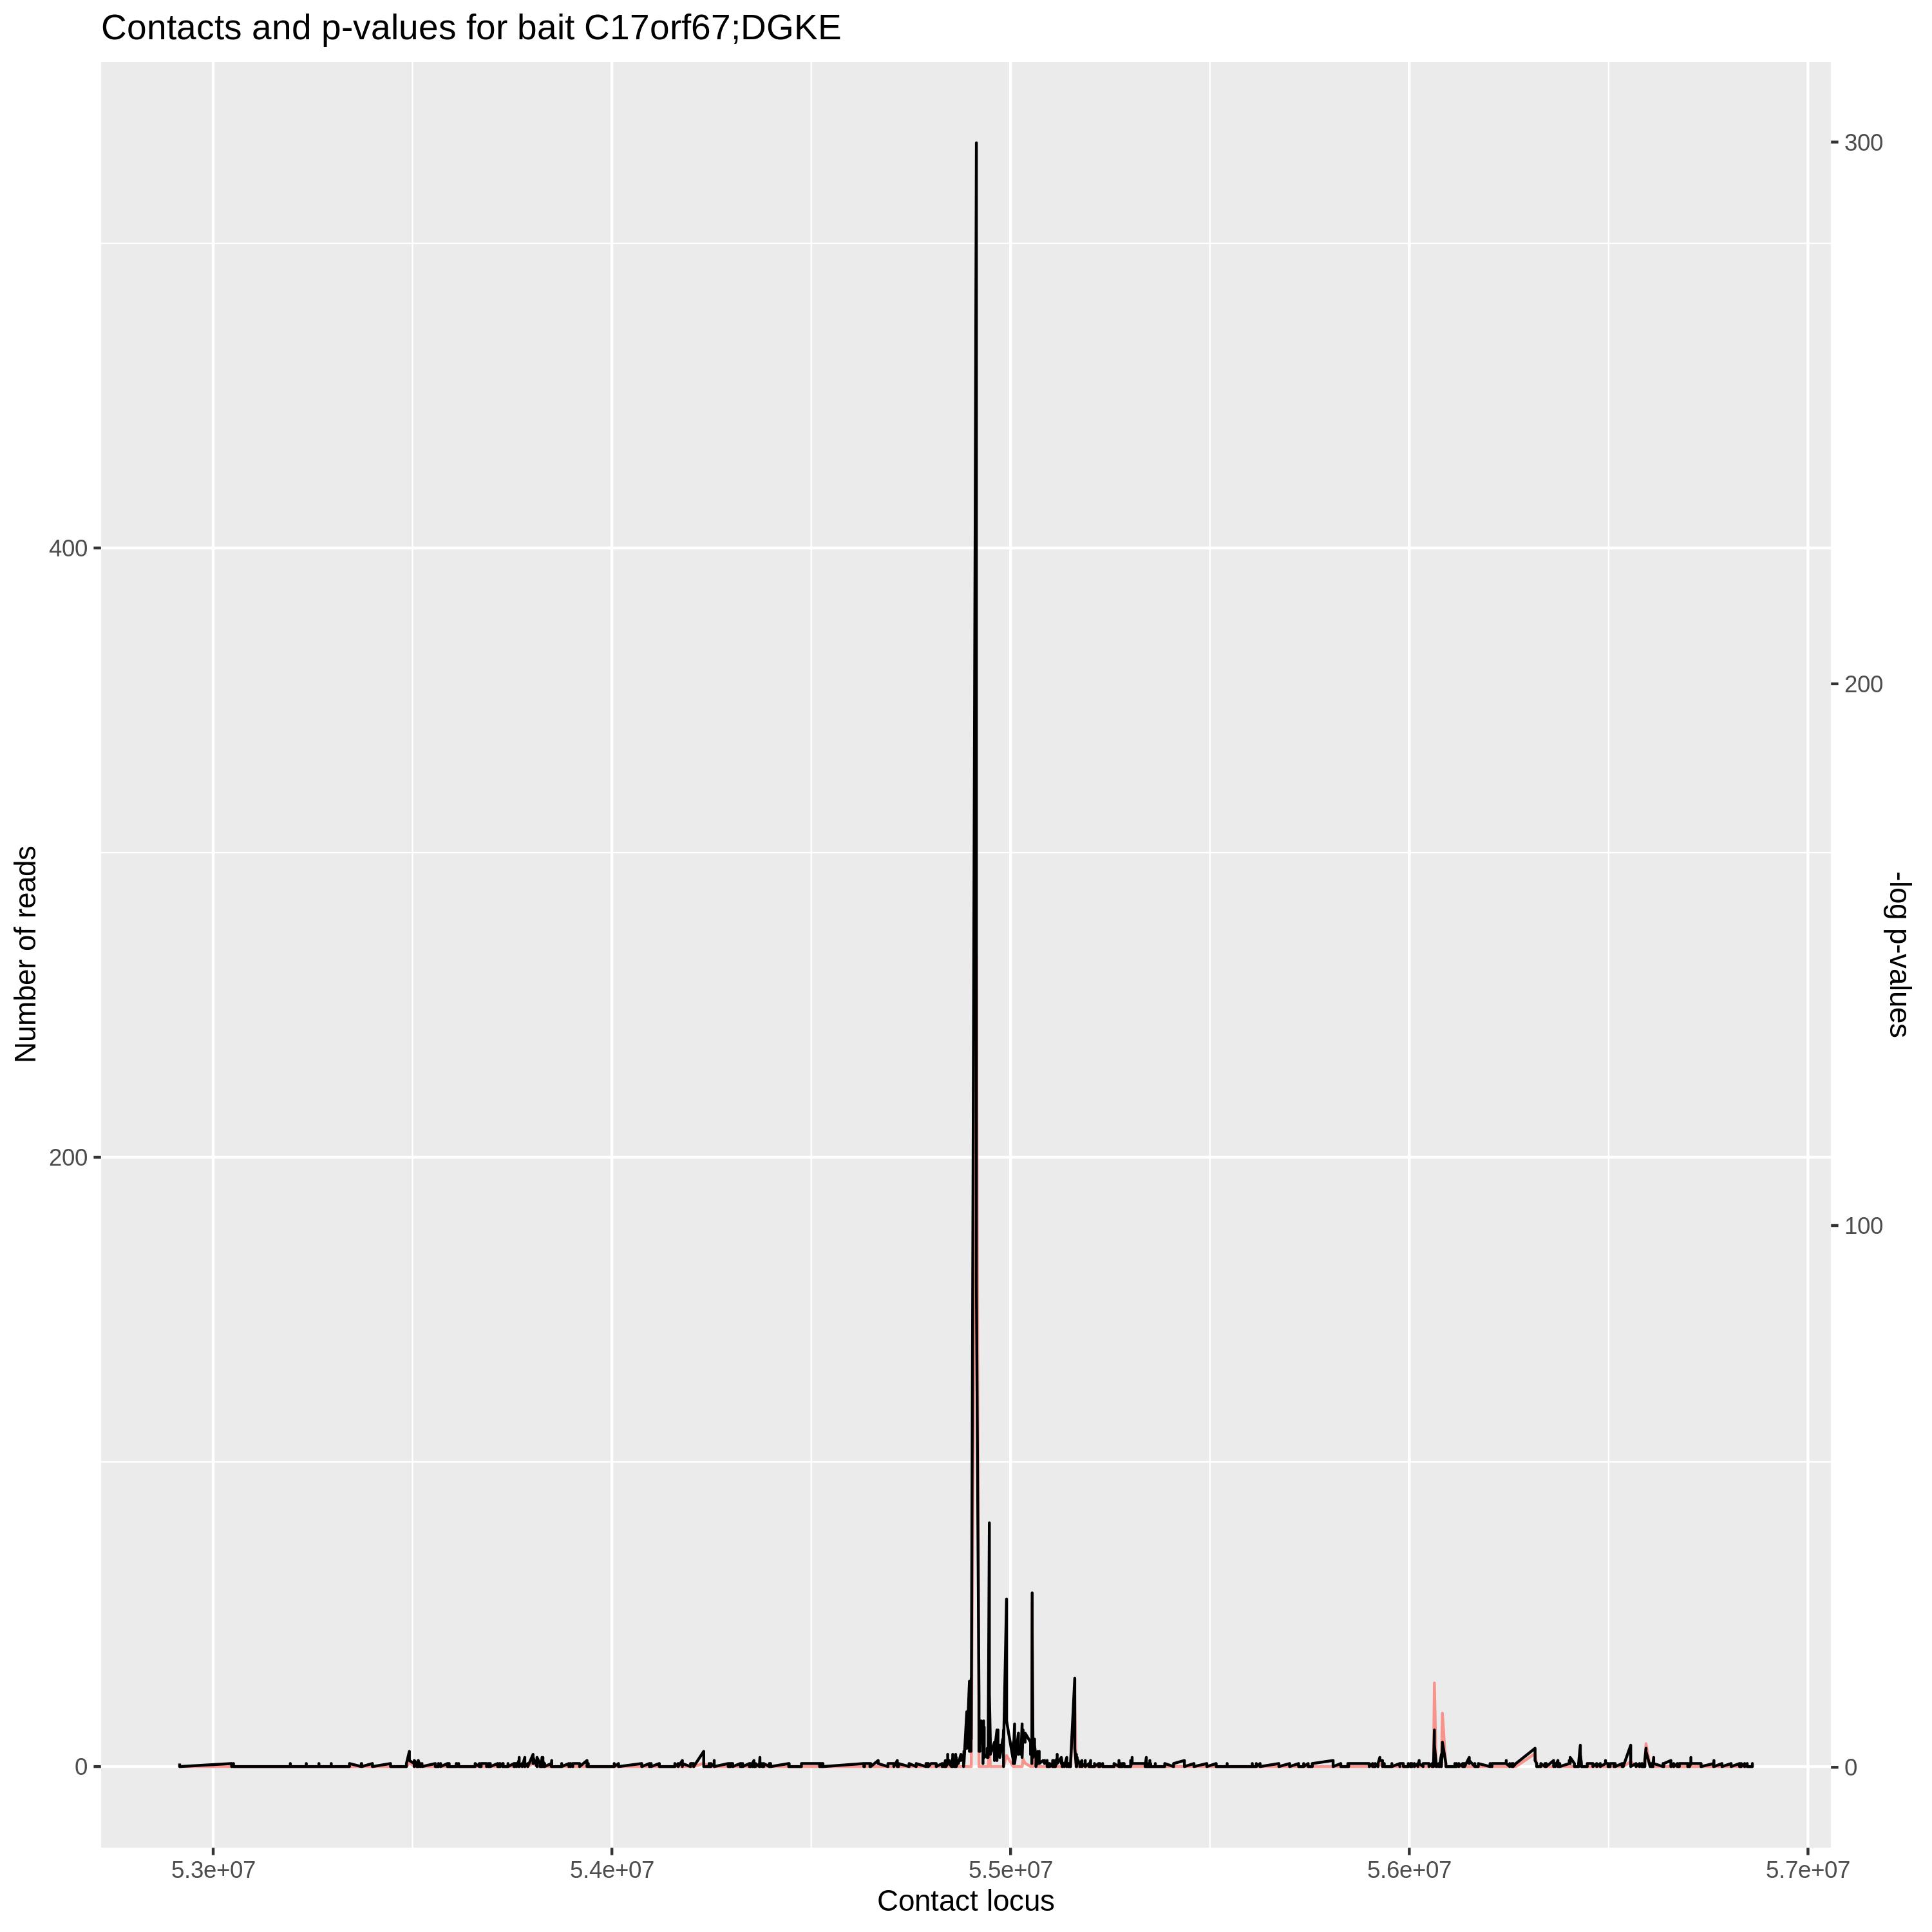 Contacts and p-values for bait C17orf67;DGKE
300
400
200
Number of reads
-log p-values
200
100
0
0
5.3e+07 5.4e+07 5.5e+07 5.6e+07 5.7e+07
Contact locus